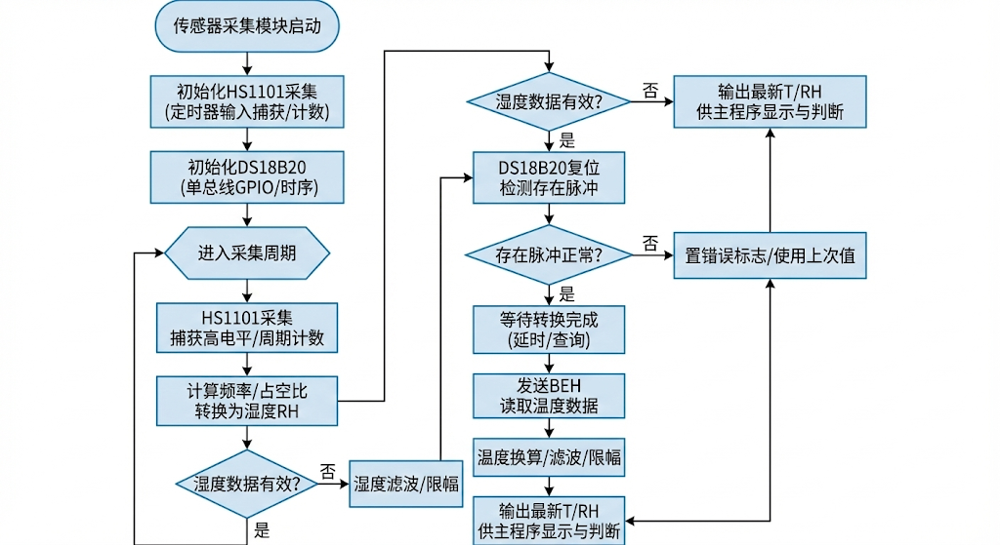 传感器采集模块启动
初始化HS1101采集
(定时器输入捕获/计数)
初始化DS18B20
(单总线GPIO/时序)
进入采集周期
HS1101采集
捕获高电平/周期计数
计算频率/占空比
转换为湿度RH
湿度数据有效?
否
湿度滤波/限幅
是
湿度数据有效?
否
输出最新T/RH
供主程序显示与判断
是
DS18B20复位
检测存在脉冲
存在脉冲正常?
否
置错误标志/使用上次值
是
等待转换完成
(延时/查询)
发送BEH
读取温度数据
温度换算/滤波/限幅
输出最新T/RH
供主程序显示与判断